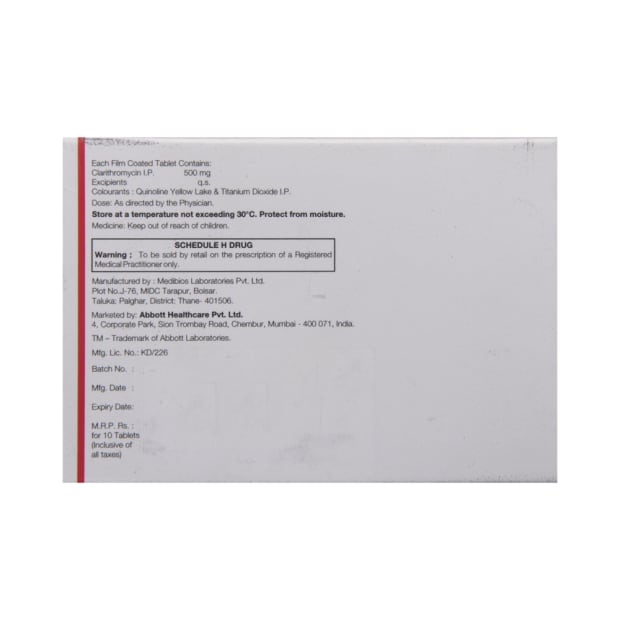 Each Film Coated Tablet Contains:
Clarithromycin I.P. 500 mg
Excipients q.s.
Colourants : Quinoline Yellow Lake & Titanium Dioxide I.P.
Dose: As directed by the Physician.
Store at a temperature not exceeding 30°C. Protect from moisture.
Medicine: Keep out of reach of children.
SCHEDULE H DRUG
Warning : To be sold by retail on the prescription of a Registered
Medical Practitioner only.
Manufactured by : Medibios Laboratories Pvt. Ltd.
Plot No.J-76, MIDC Tarapur, Boisar.
Taluka: Palghar, District: Thane- 401506.
Marketed by: Abbott Healthcare Pvt. Ltd.
4, Corporate Park, Sion Trombay Road, Chembur, Mumbai - 400 071, India.
TM – Trademark of Abbott Laboratories.
Mfg. Lic. No.: KD/226
Batch No. :
Mfg. Date :
Expiry Date:
M.R.P. Rs. :
for 10 Tablets
(Inclusive of
all taxes)